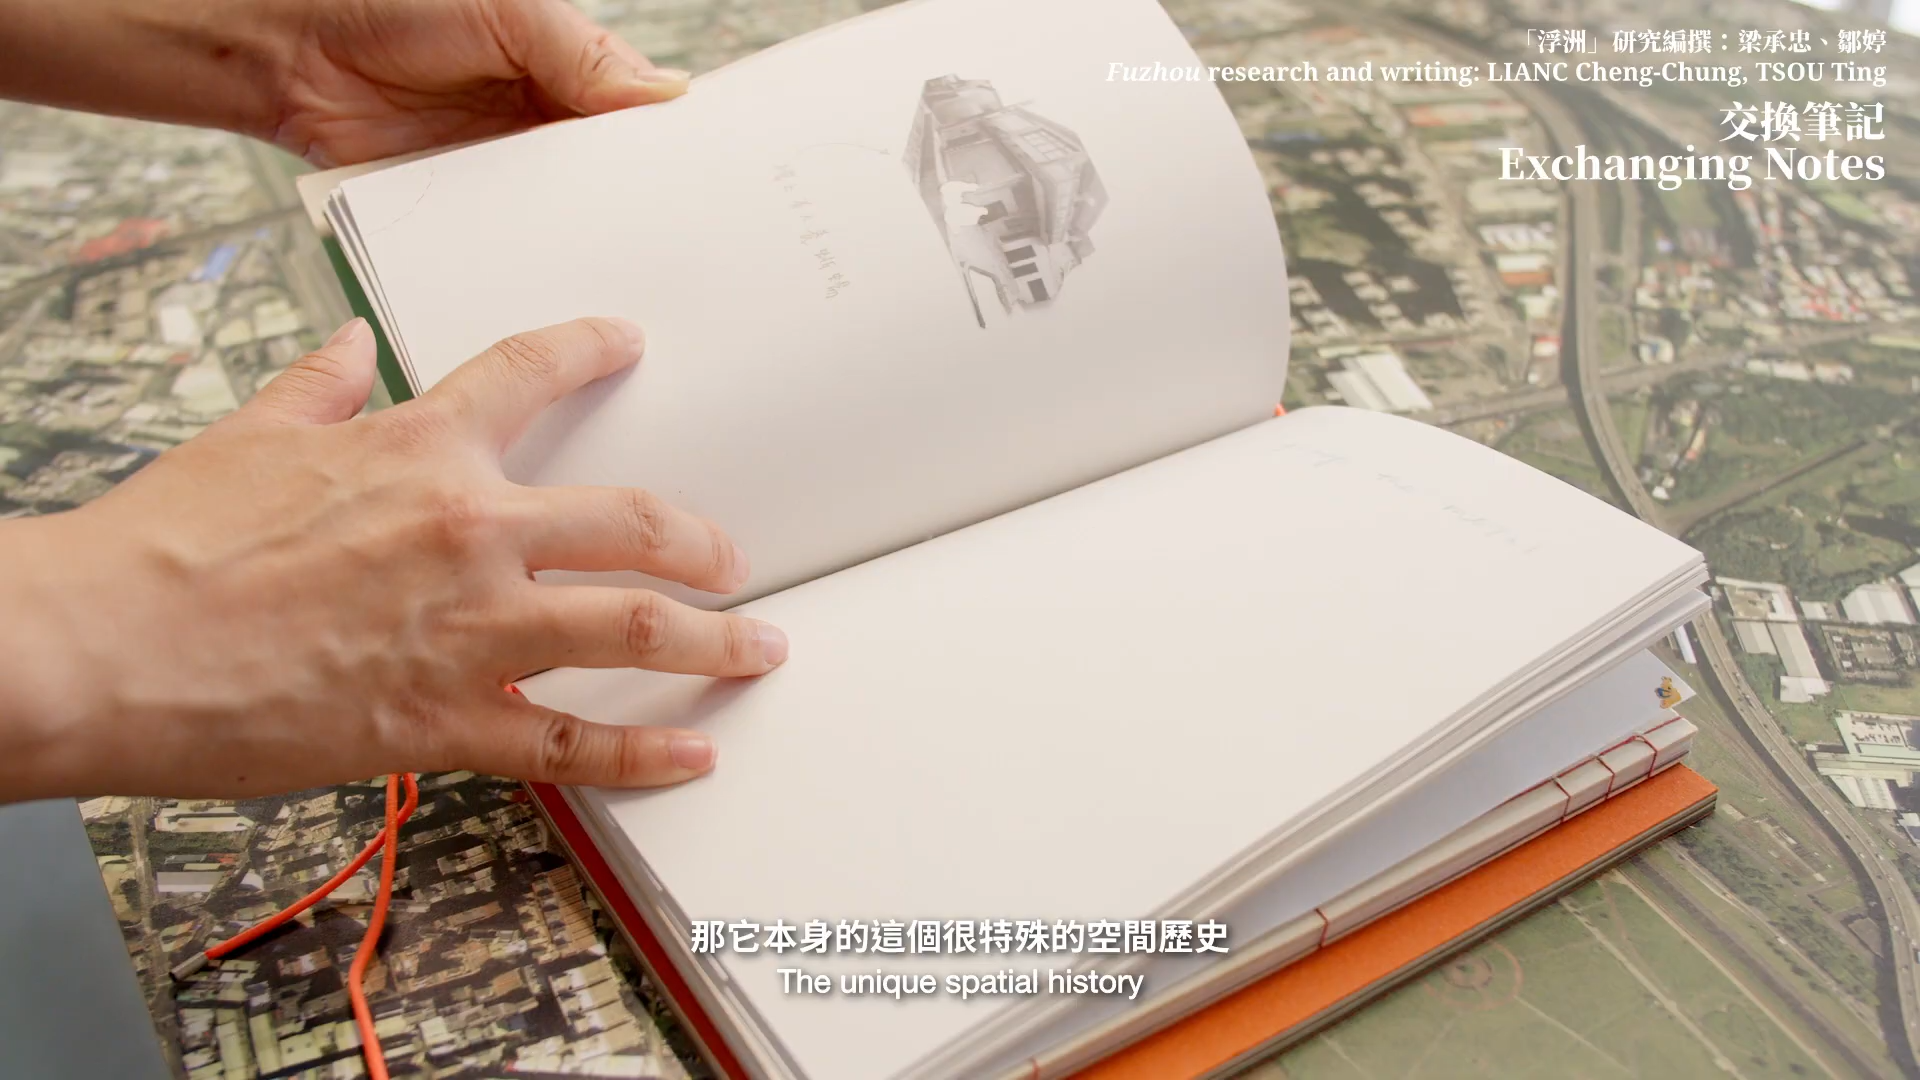 「浮洲」研究編撰：梁承忠、鄒婷
Fuzhou research and writing: LIANC Cheng-Chung, TSOU Ting
交換筆記
Exchanging Notes
那它本身的這個很特殊的空間歷史
The unique spatial history